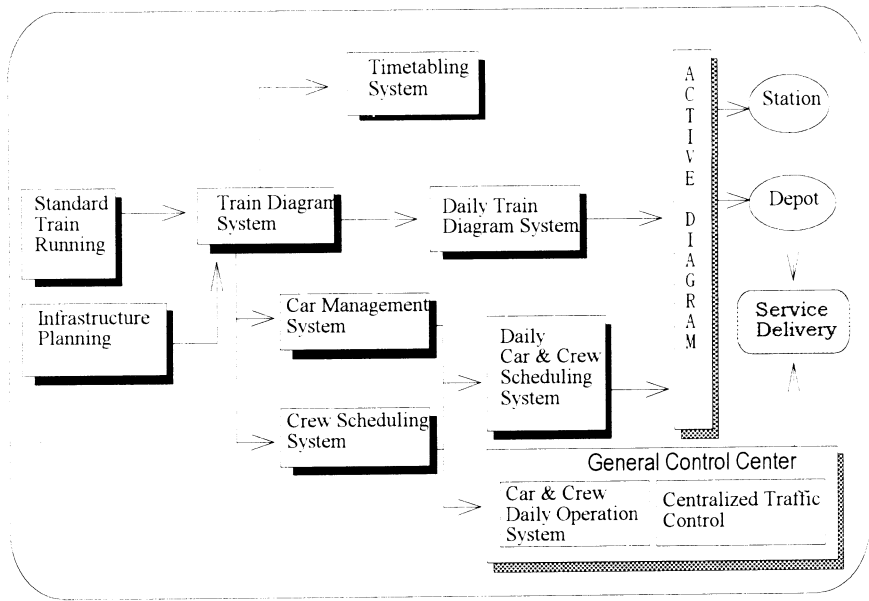 Timetabling
System
ACTIVE DIAGRAM
Station
Standard
Train
Running
Train Diagram
System
Daily Train
Diagram System
Depot
Infrastructure
Planning
Car Management
System
Daily
Car & Crew
Scheduling
System
Service
Delivery
Crew Scheduling
System
General Control Center
Car & Crew
Daily Operation
System
Centralized Traffic
Control